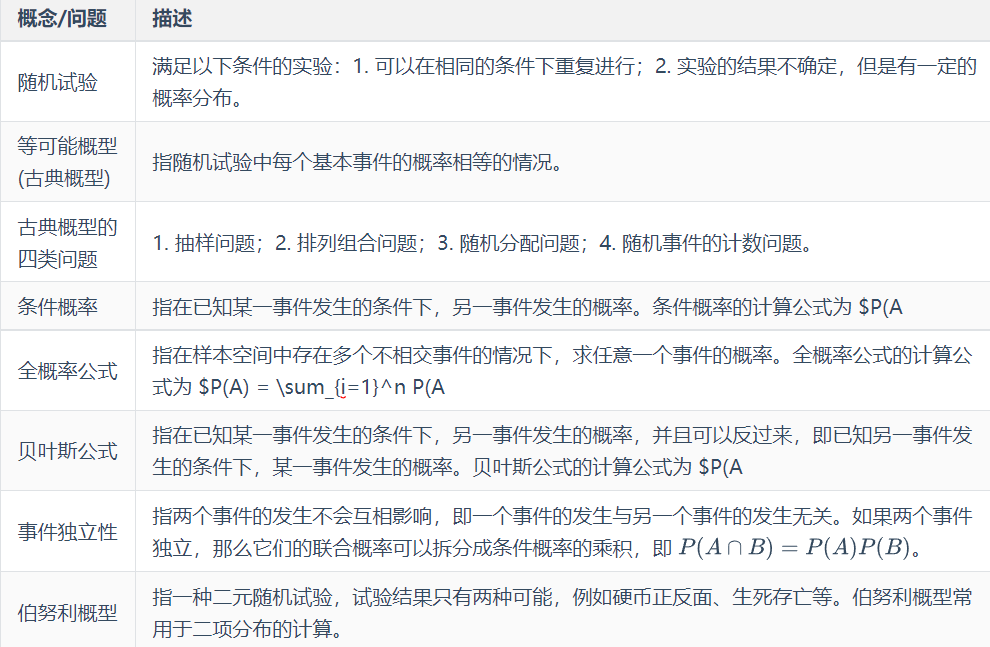 概念/问题 描述
随机试验
满足以下条件的实验：1. 可以在相同的条件下重复进行；2. 实验的结果不确定，但是有一定的
概率分布。
等可能概型
(古典概型)
指随机试验中每个基本事件的概率相等的情况。
古典概型的
四类问题
1. 抽样问题；2. 排列组合问题；3. 随机分配问题；4. 随机事件的计数问题。
条件概率 指在已知某一事件发生的条件下，另一事件发生的概率。条件概率的计算公式为 $P(A
全概率公式
指在样本空间中存在多个不相交事件的情况下，求任意一个事件的概率。全概率公式的计算公
式为 $P(A) = \sum_{i=1}^n P(A
贝叶斯公式
指在已知某一事件发生的条件下，另一事件发生的概率，并且可以反过来，即已知另一事件发
生的条件下，某一事件发生的概率。贝叶斯公式的计算公式为 $P(A
事件独立性
指两个事件的发生不会互相影响，即一个事件的发生与另一个事件的发生无关。如果两个事件
独立，那么它们的联合概率可以拆分成条件概率的乘积，即 P(A ∩ B) = P(A)P(B)。
伯努利概型
指一种二元随机试验，试验结果只有两种可能，例如硬币正反面、生死存亡等。伯努利概型常
用于二项分布的计算。